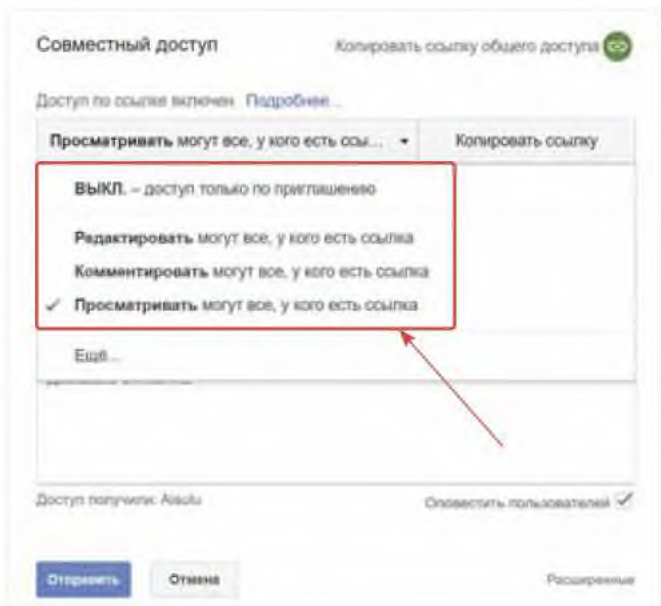 Совместный доступ
Копировать ссылку общего доступа
Доступ по ссылке включен Подробнее...
Просматривать могут все, у кого есть ссы...
Копировать ссылку
ВЫКЛ. – доступ только по приглашению
Редактировать могут все, у кого есть ссылка
Комментировать могут все, у кого есть ссылка
Просматривать могут все, у кого есть ссылка
Ещё...
Доступ получили: Aisulu
Оповестить пользователей
Отправить
Отмена
Расширенные